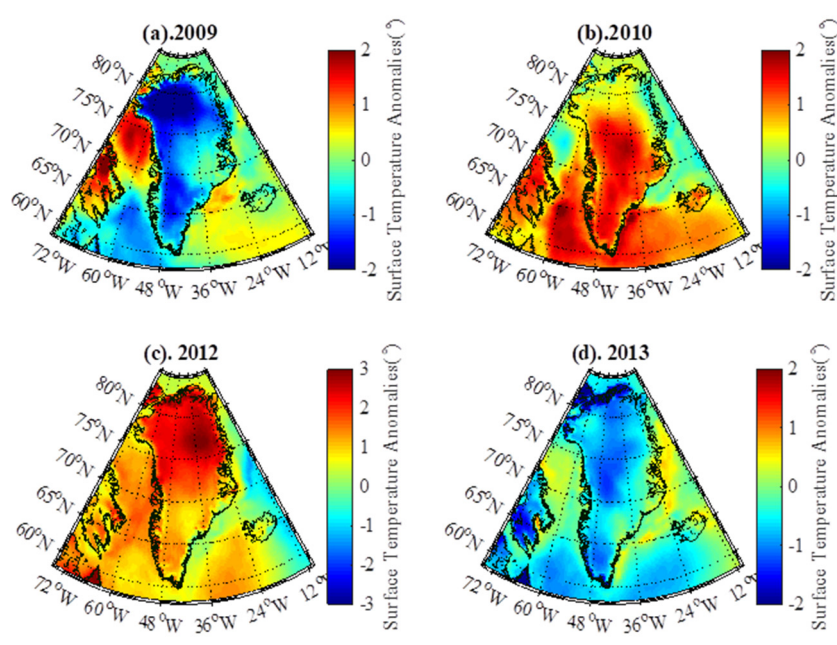 (a).2009
80°N
75°N
70°N
65°N
60°N
72°W
60°W
48°W
36°W
24°W
2
1
0
-1
-2
Surface Temperature Anomalies(°)
(b).2010
80°N
75°N
70°N
65°N
60°N
72°W
60°W
48°W
36°W
24°W
12°W
2
1
0
-1
-2
Surface Temperature Anomalies(°)
(c). 2012
80°N
75°N
70°N
65°N
60°N
72°W
60°W
48°W
36°W
24°W
3
2
1
0
-1
-2
-3
Surface Temperature Anomalies(°)
(d). 2013
80°N
75°N
70°N
65°N
60°N
72°W
60°W
48°W
36°W
24°W
2
1
0
-1
-2
Surface Temperature Anomalies(°)